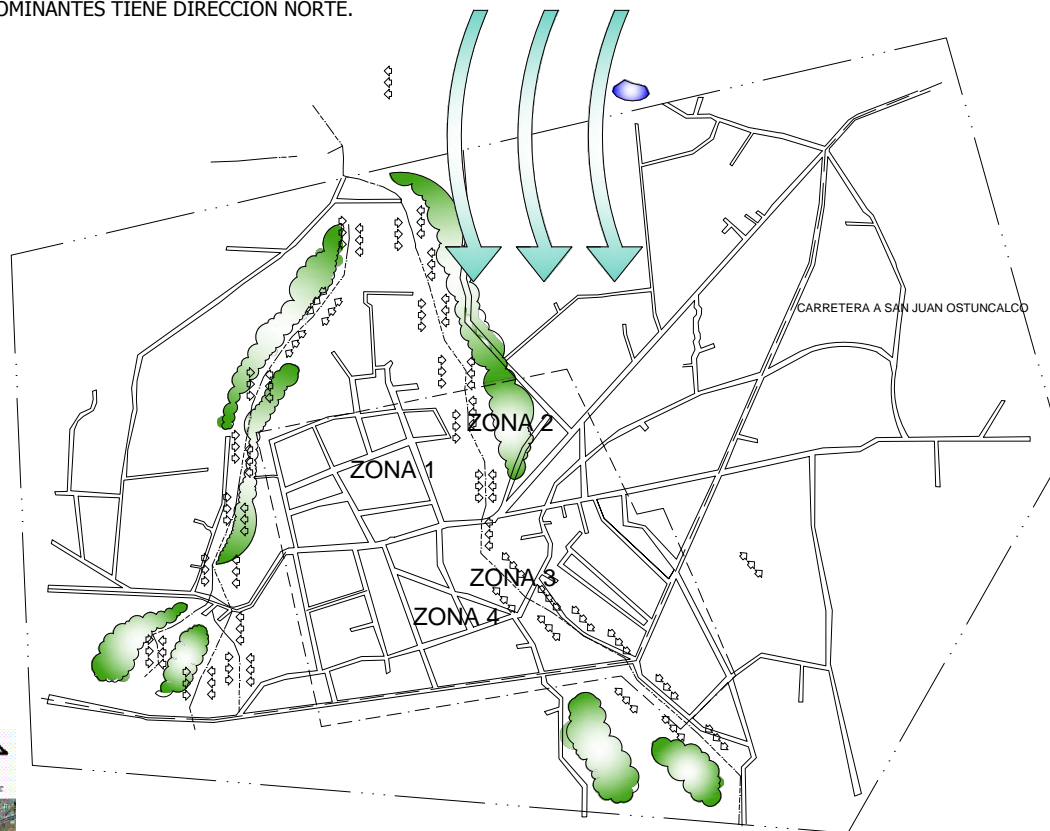 OMINANTES TIENE DIRECCION NORTE.
CARRETERA A SAN JUAN OSTUNCALCO
ZONA 2
ZONA 1
ZONA 3
ZONA 4